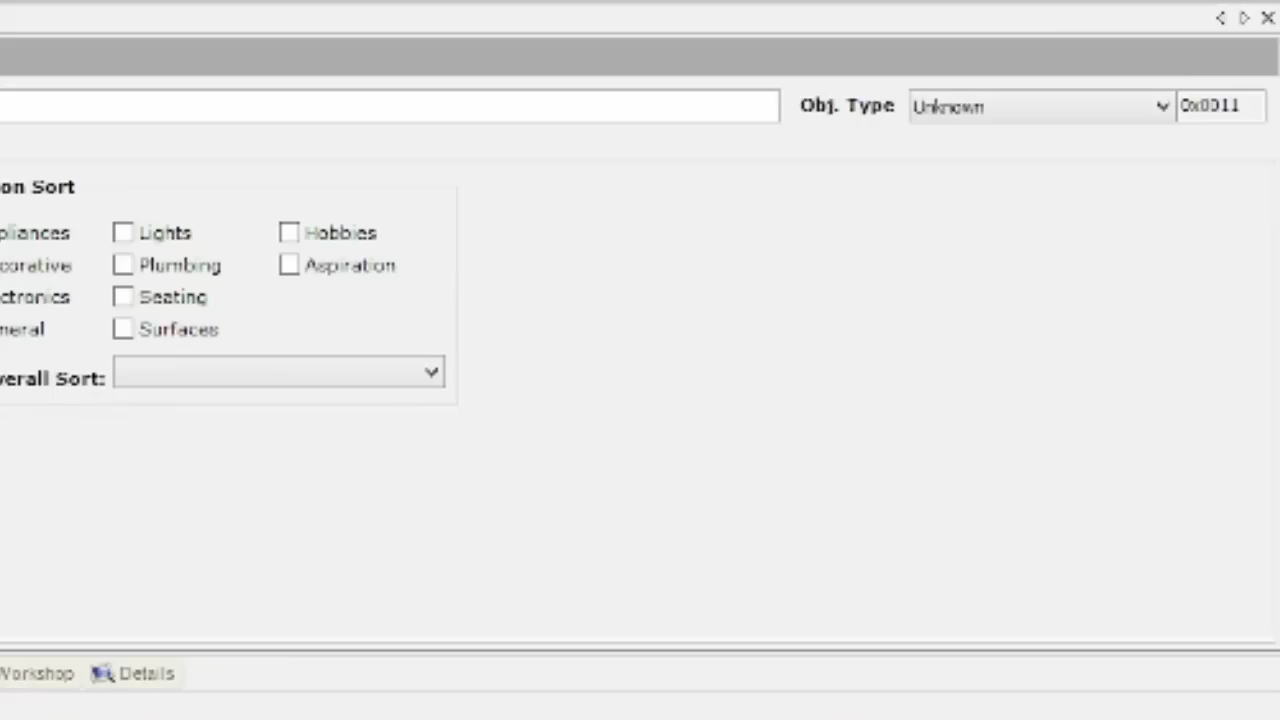 Obj. Type Unknown 0x0011
on Sort
pliances Lights Hobbies
corative Plumbing Aspiration
ctronics Seating
neral Surfaces
verall Sort:
Workshop Details